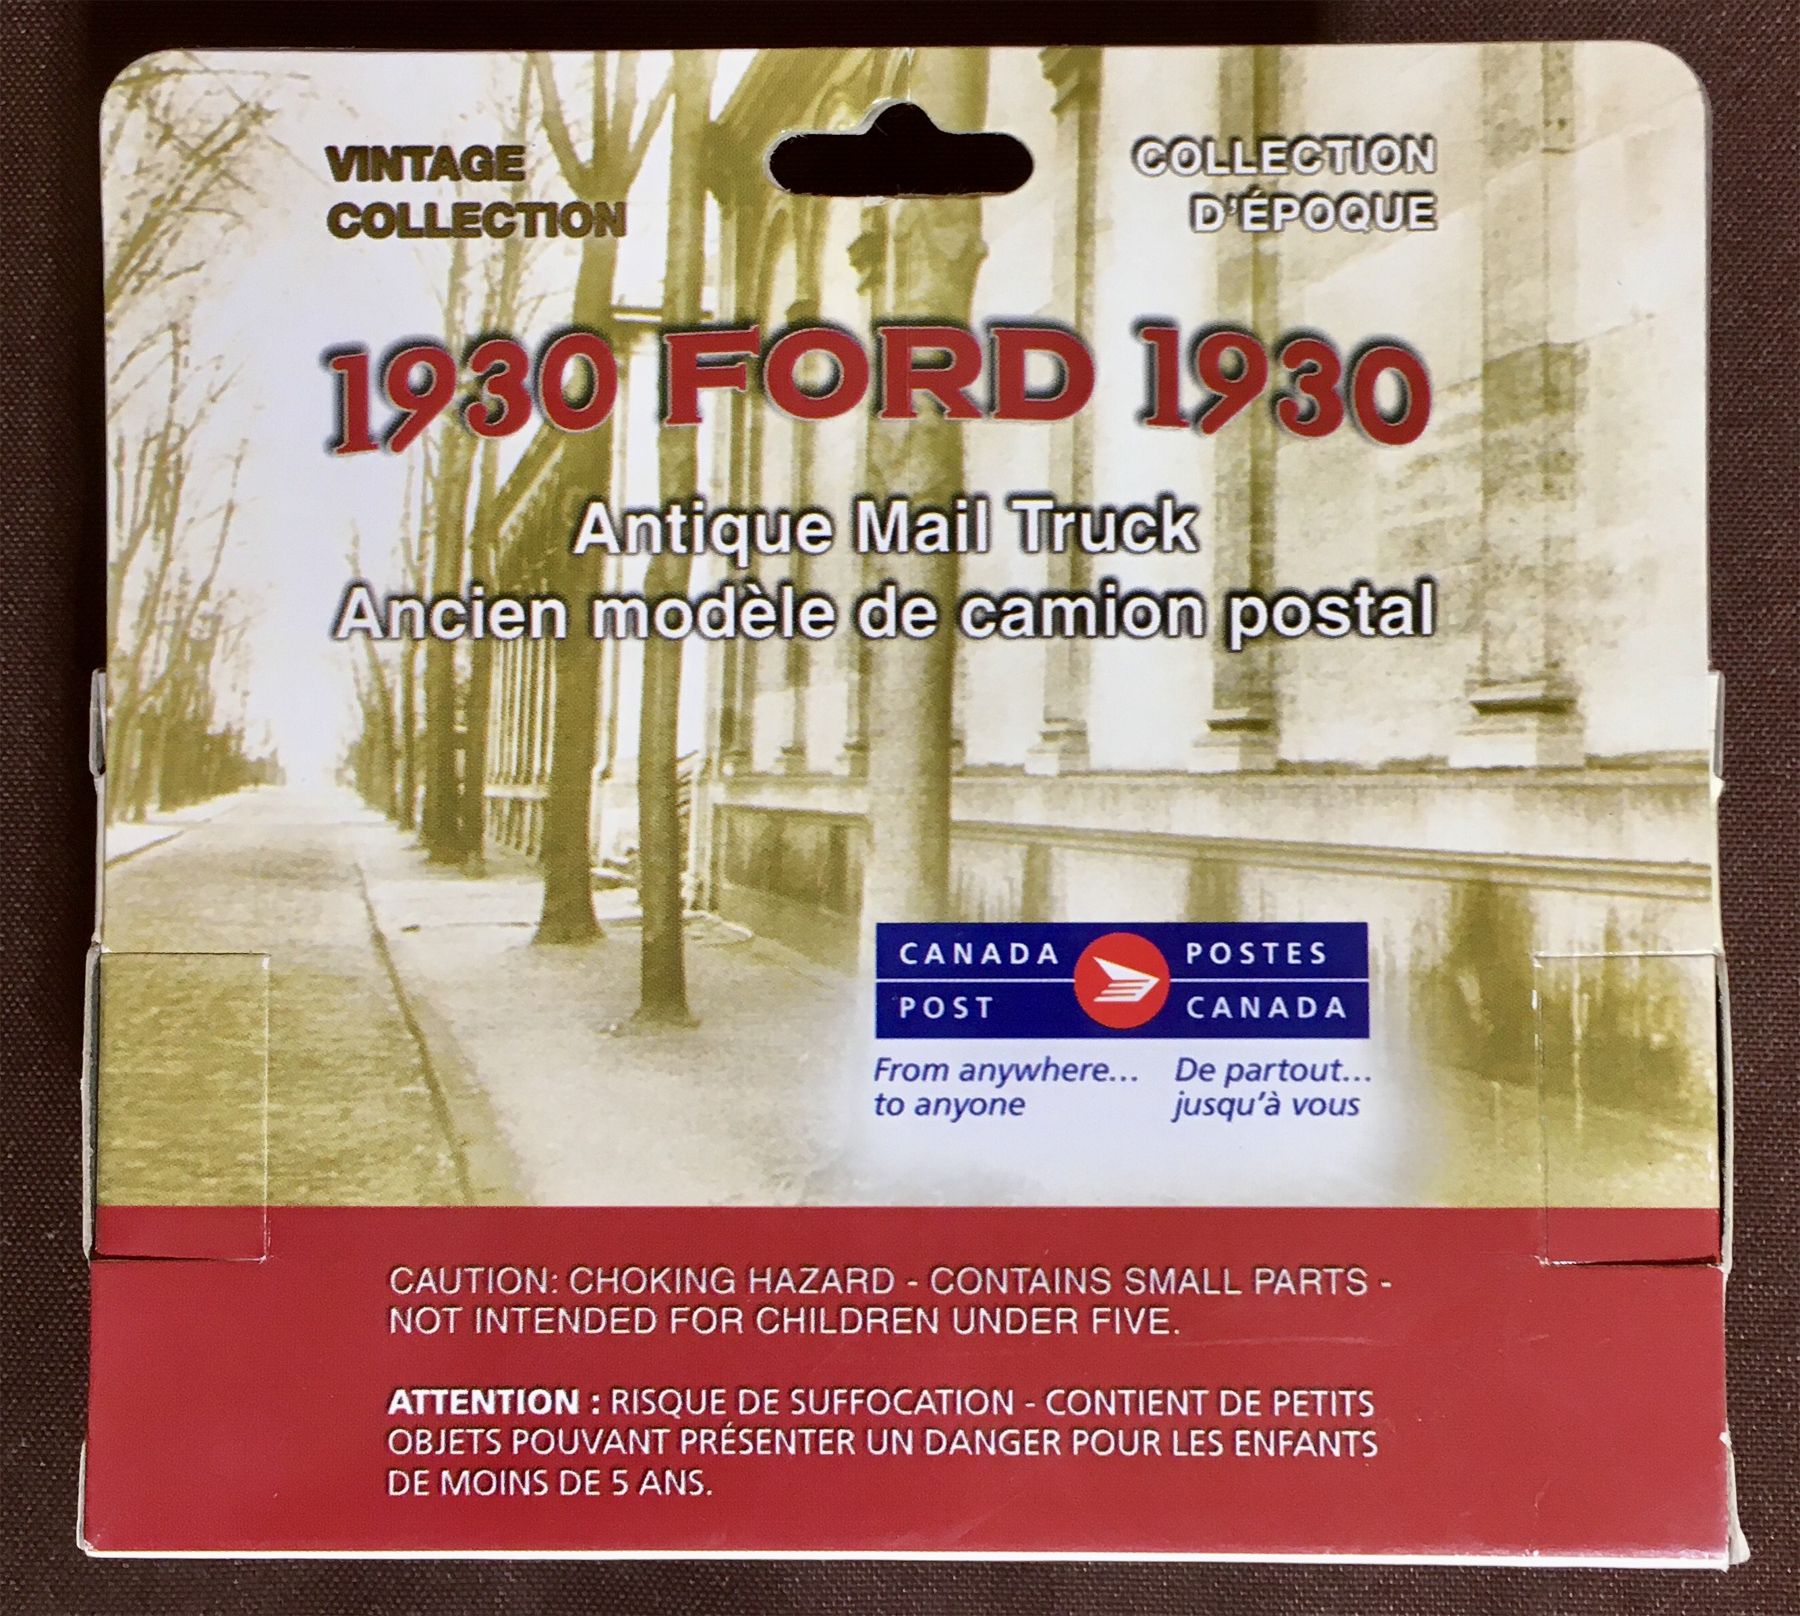 VINTAGE
COLLECTION
COLLECTION
D'ÉPOQUE
1930 FORD 1930
Antique Mail Truck
Ancien modèle de camion postal
CANADA
POST
POSTES
CANADA
From anywhere...
to anyone
De partout...
jusqu'à vous
CAUTION: CHOKING HAZARD - CONTAINS SMALL PARTS -
NOT INTENDED FOR CHILDREN UNDER FIVE.
ATTENTION : RISQUE DE SUFFOCATION - CONTIENT DE PETITS
OBJETS POUVANT PRÉSENTER UN DANGER POUR LES ENFANTS
DE MOINS DE 5 ANS.